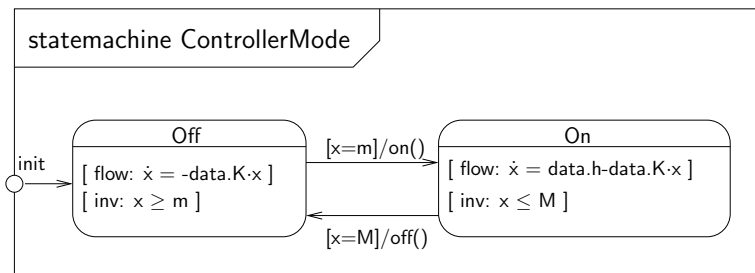 statemachine ControllerMode
init
Off
[ flow: ẋ = -data.K·x ]
[ inv: x ≥ m ]
[x=m]/on()
[x=M]/off()
On
[ flow: ẋ = data.h-data.K·x ]
[ inv: x ≤ M ]